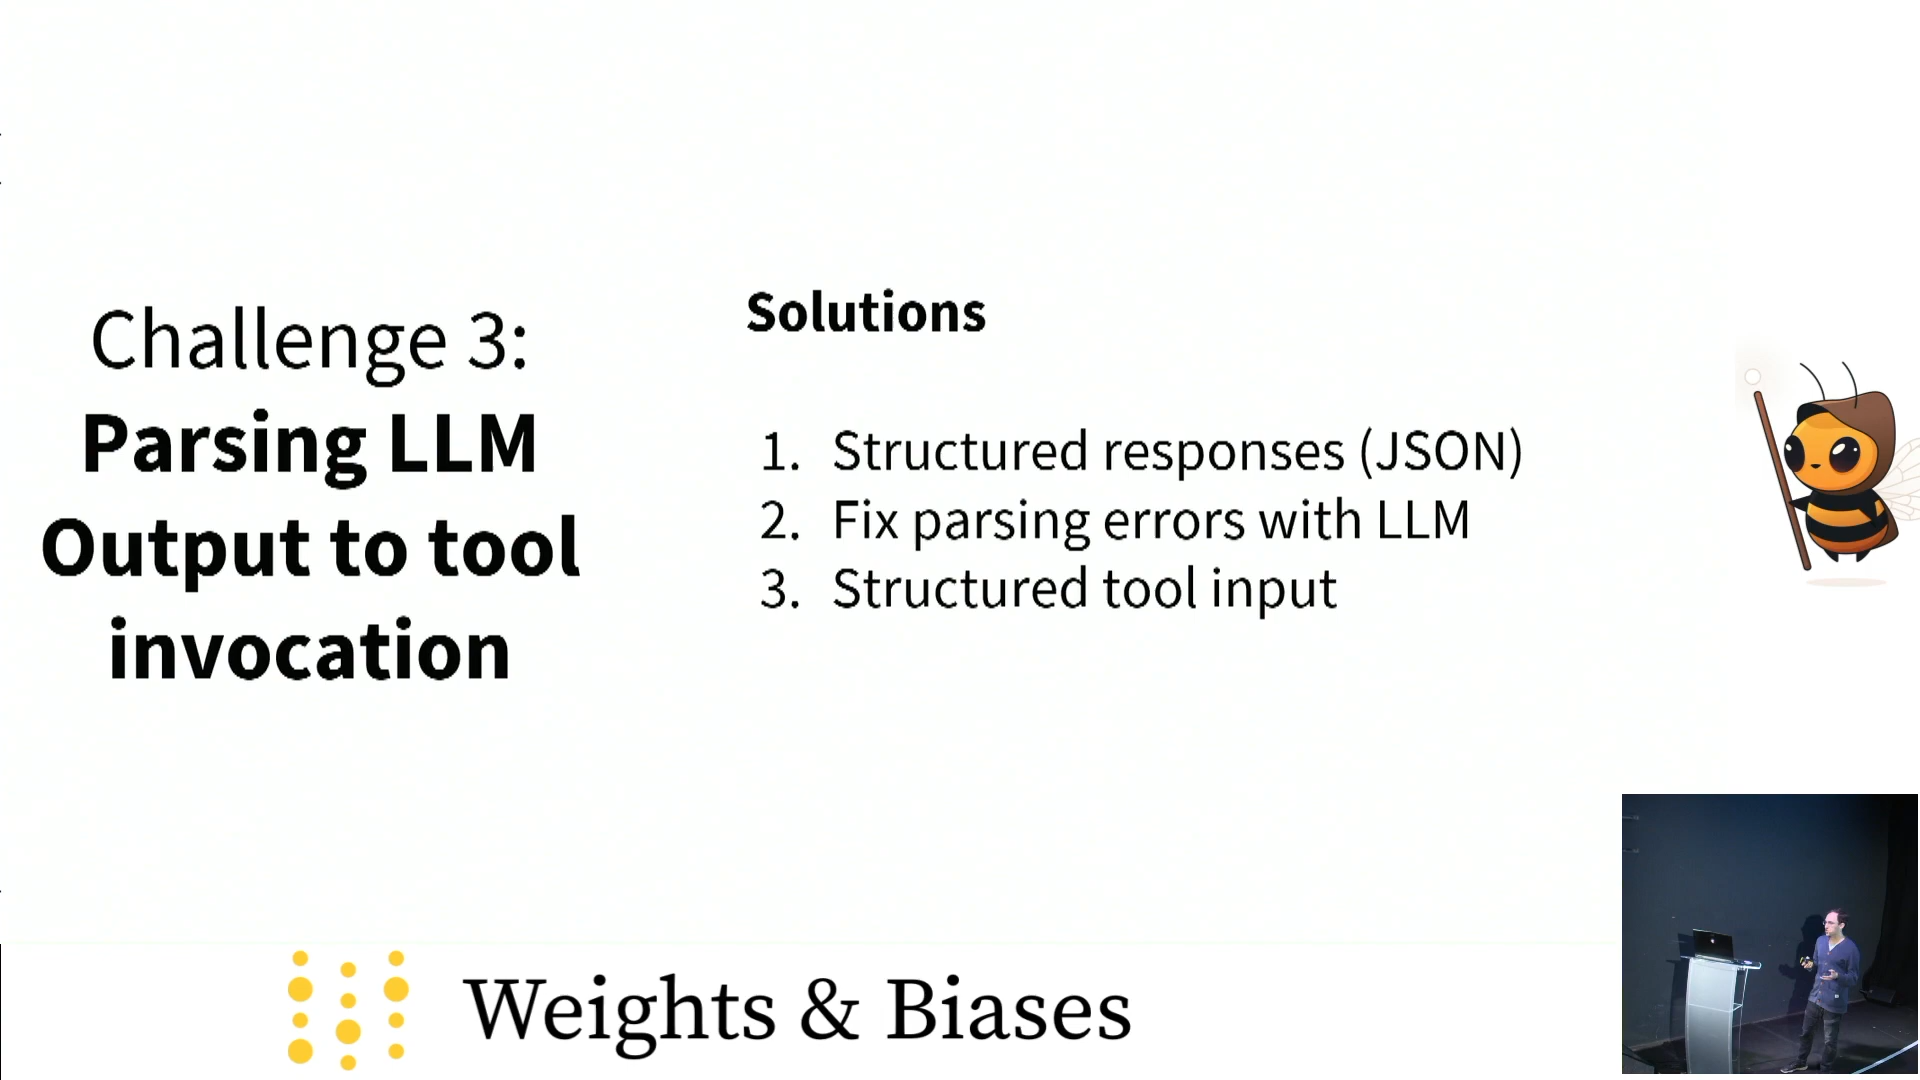 Challenge 3:
Parsing LLM
Output to tool
invocation
Solutions
1. Structured responses (JSON)
2. Fix parsing errors with LLM
3. Structured tool input
Weights & Biases